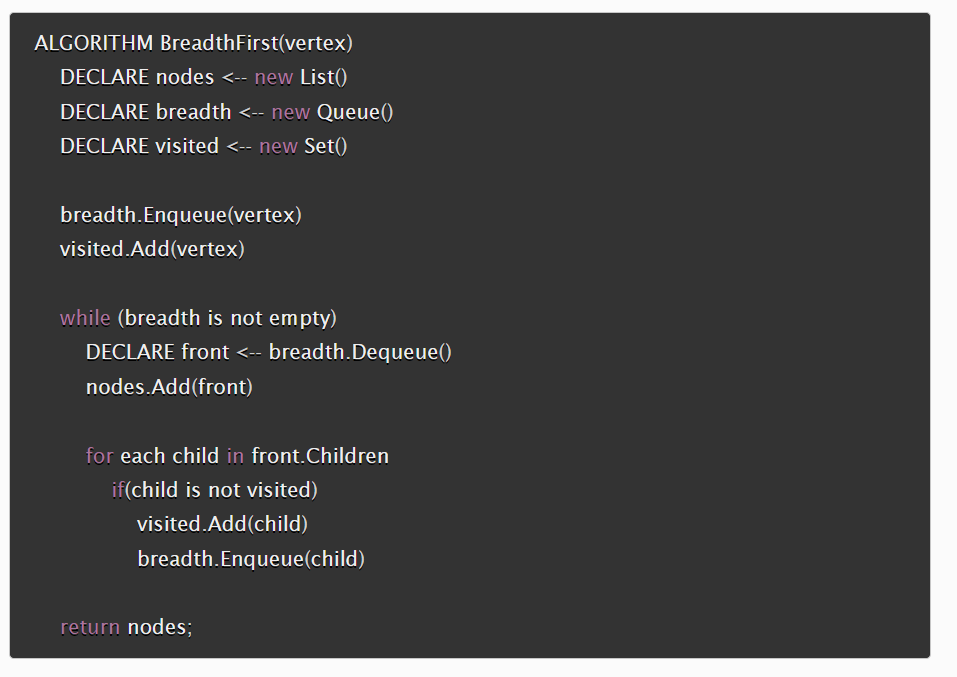 ALGORITHM BreadthFirst(vertex)
DECLARE nodes <-- new List()
DECLARE breadth <-- new Queue()
DECLARE visited <-- new Set()
breadth.Enqueue(vertex)
visited.Add(vertex)
while (breadth is not empty)
DECLARE front <-- breadth.Dequeue()
nodes.Add(front)
for each child in front.Children
if(child is not visited)
visited.Add(child)
breadth.Enqueue(child)
return nodes;